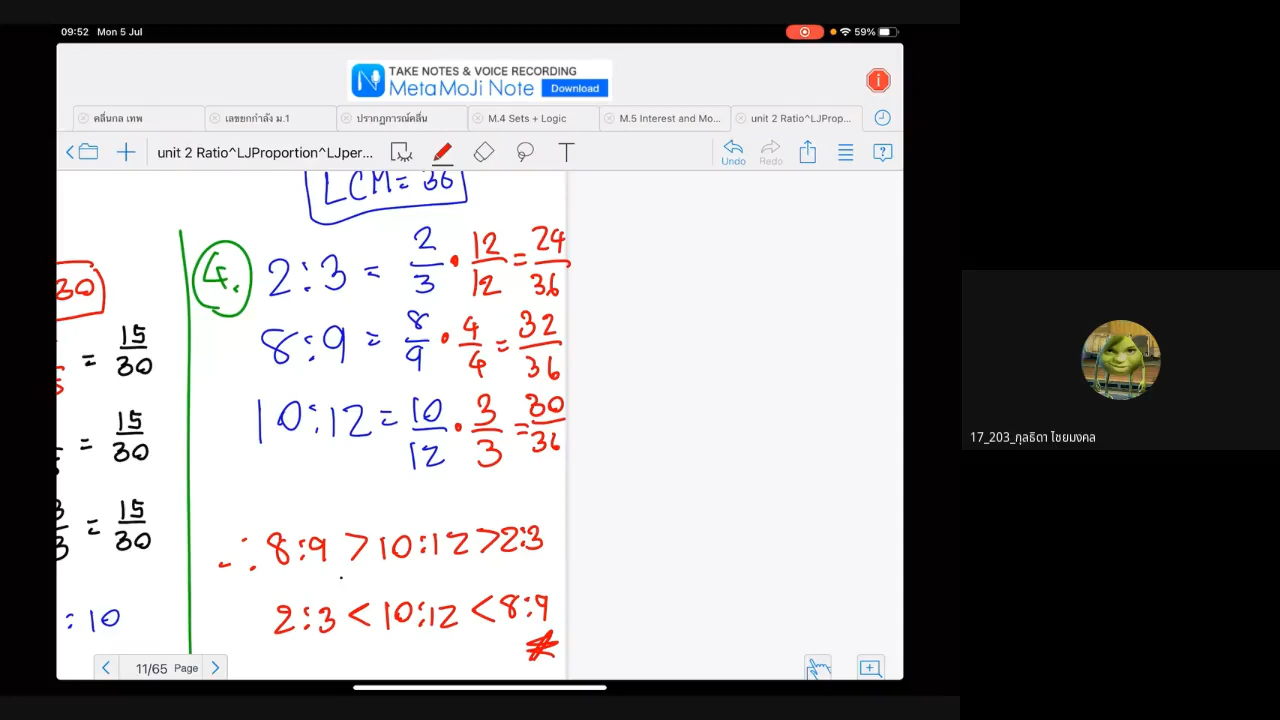 09:52 Mon 5 Jul
59%
TAKE NOTES & VOICE RECORDING
MetaMoJi Note Download
คลื่นกล เทพ
เลขยกกำลัง ม.1
ปรากฏการณ์คลื่น
M.4 Sets + Logic
M.5 Interest and Mo...
unit 2 Ratio^LJProp...
unit 2 Ratio^LJProportion^LJper...
T
Undo
Redo
LCM = 36
30
= 15/30
= 15/30
3/3 = 15/30
: 10
4.
2:3 = 2/3 • 12/12 = 24/36
8:9 = 8/9 • 4/4 = 32/36
10:12 = 10/12 • 3/3 = 30/36
∴ 8:9 > 10:12 > 2:3
2:3 < 10:12 < 8:9
11/65 Page
17_203_กุลธิดา ไชยมงคล